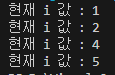 현재 i 값 : 1
현재 i 값 : 2
현재 i 값 : 4
현재 i 값 : 5